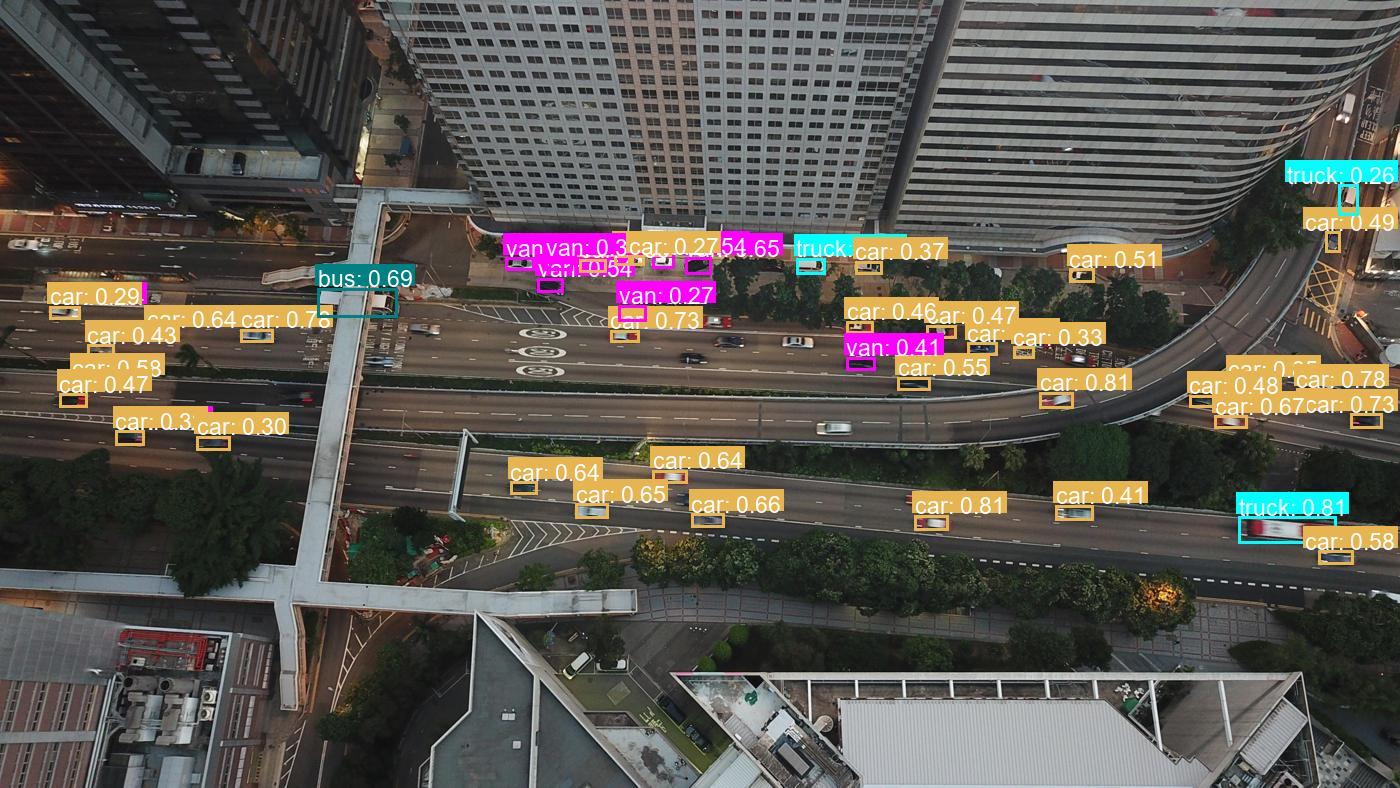 truck: 0.26
car: 0.49
van
van: 0.3
car: 0.27
54
.65
truck:
car: 0.37
car: 0.51
van: 0.54
bus: 0.69
car: 0.29
van: 0.27
car: 0.64
car: 0.78
car: 0.73
car: 0.46
car: 0.47
car: 0.43
car:
car: 0.33
van: 0.41
car: 0.58
car: 0.55
car: 0.47
car: 0.81
car: 0.48
car: 0.78
car: 0.67
car: 0.73
car: 0.3
car: 0.30
car: 0.64
car: 0.64
car: 0.65
car: 0.66
car: 0.81
car: 0.41
truck: 0.81
car: 0.58